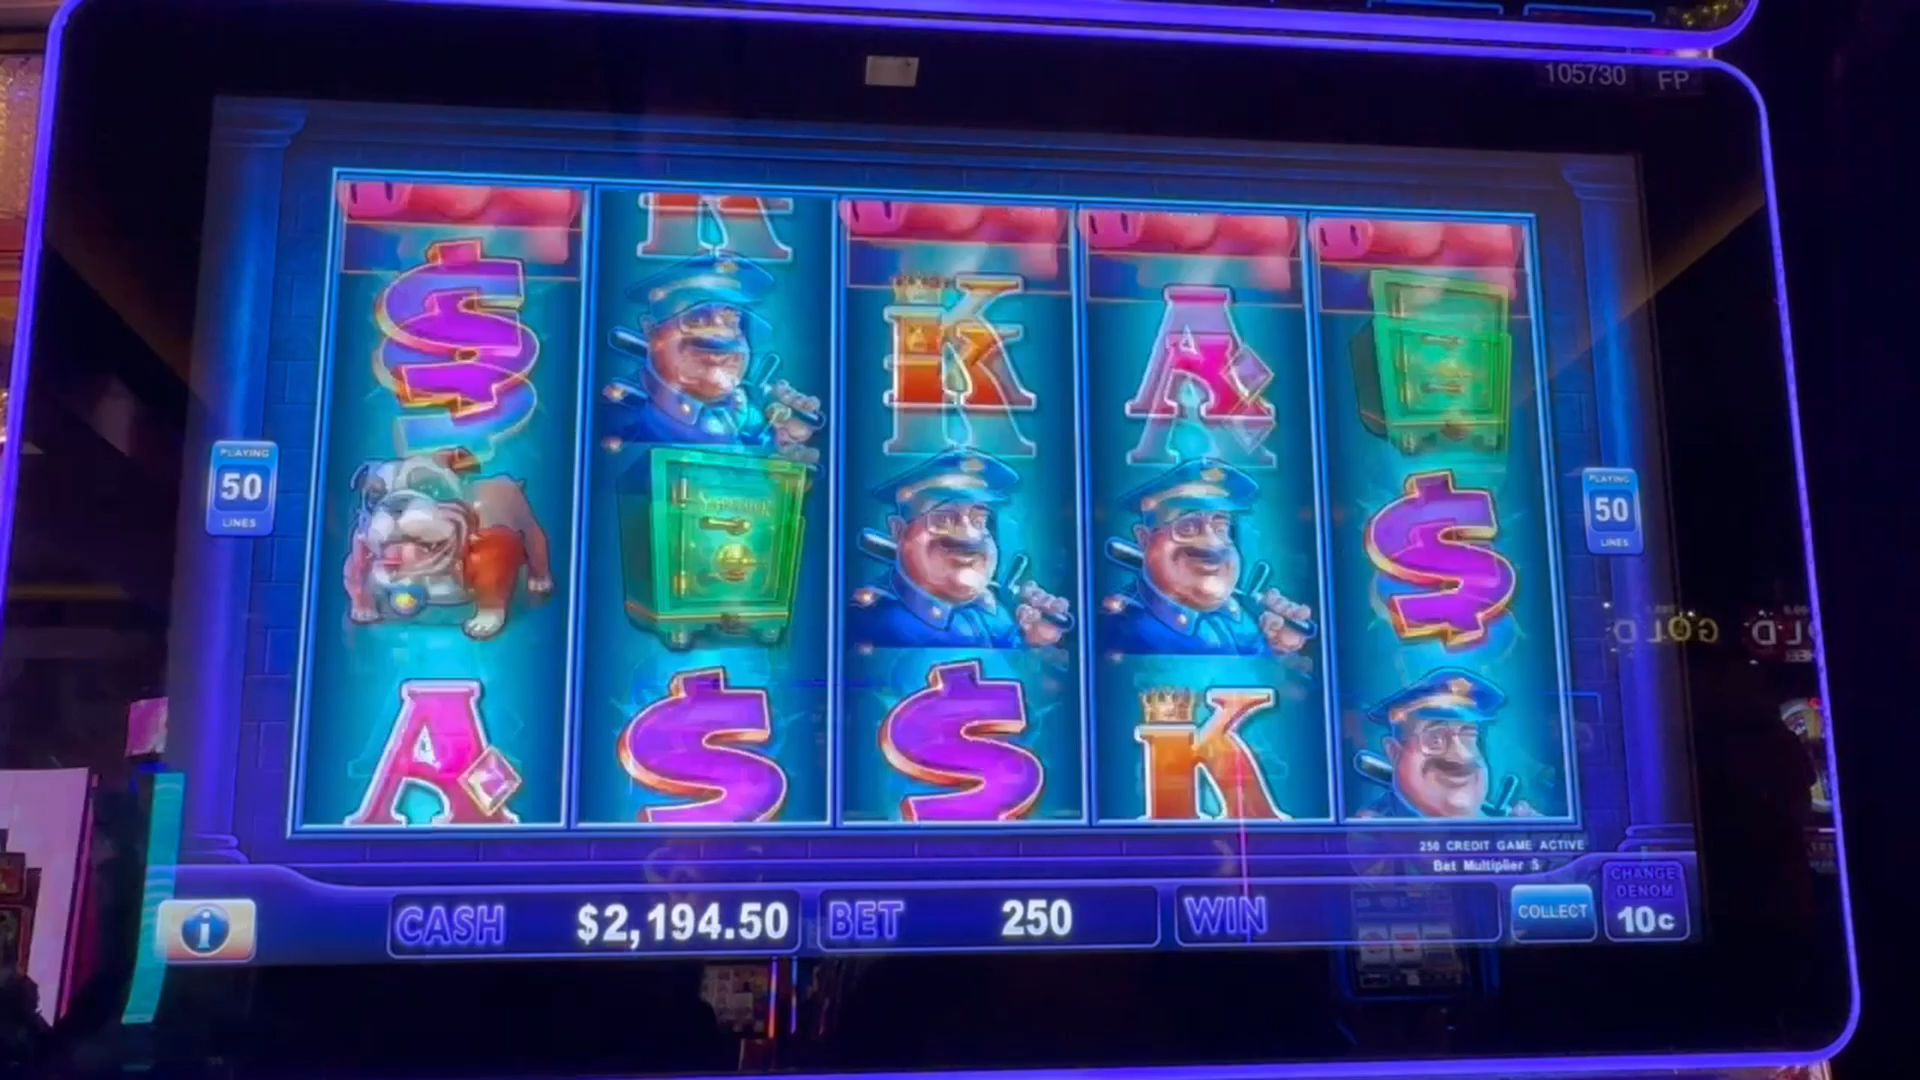 105730 FP
K
$
K
A
PLAYING
50
LINES
PLAYING
50
LINES
$
A
$
$
K
GOLD
250 CREDIT GAME ACTIVE
Bet Multiplier 5
CASH $2,194.50
BET 250
WIN
COLLECT
CHANGE
DENOM
10¢
i